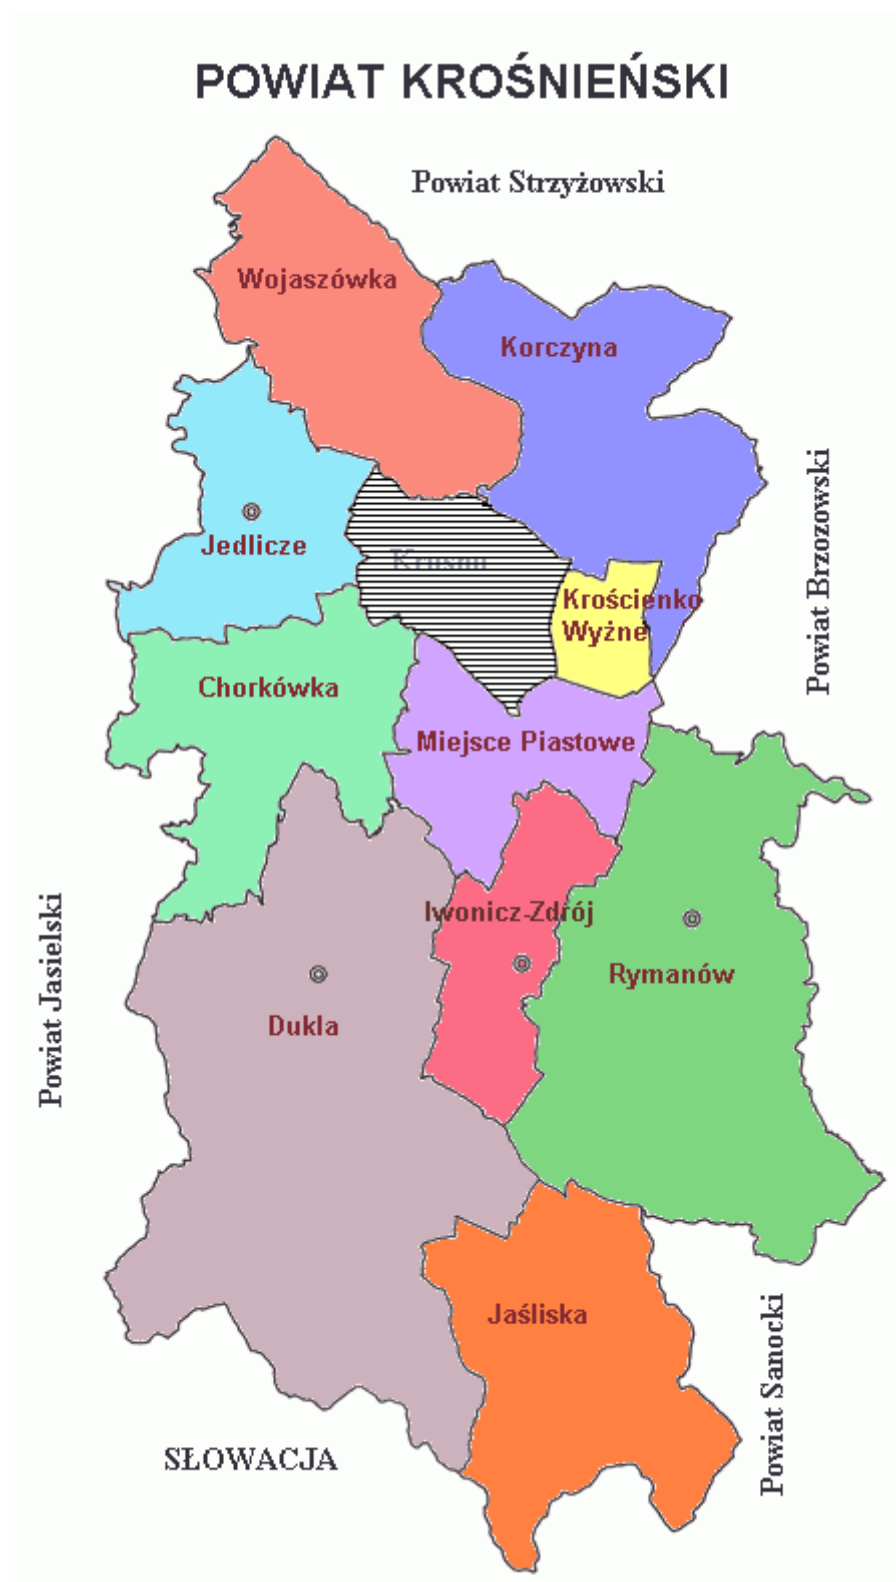 POWIAT KROŚNIEŃSKI
Powiat Strzyżowski
Wojaszówka
Korczyna
Powiat Brzozowski
Jedlicze
Krosno
Krościenko
Wyżne
Chorkówka
Miejsce Piastowe
Iwonicz-Zdrój
Powiat Jasielski
Rymanów
Dukla
Jaśliska
Powiat Sanocki
SŁOWACJA